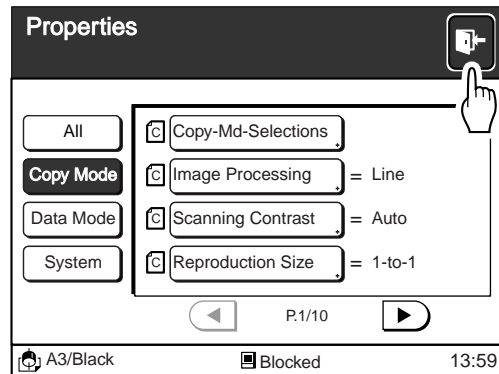 Properties
All
Copy-Md-Selections
Copy Mode
Image Processing = Line
Data Mode
Scanning Contrast = Auto
System
Reproduction Size = 1-to-1
P.1/10
A3/Black
Blocked
13:59